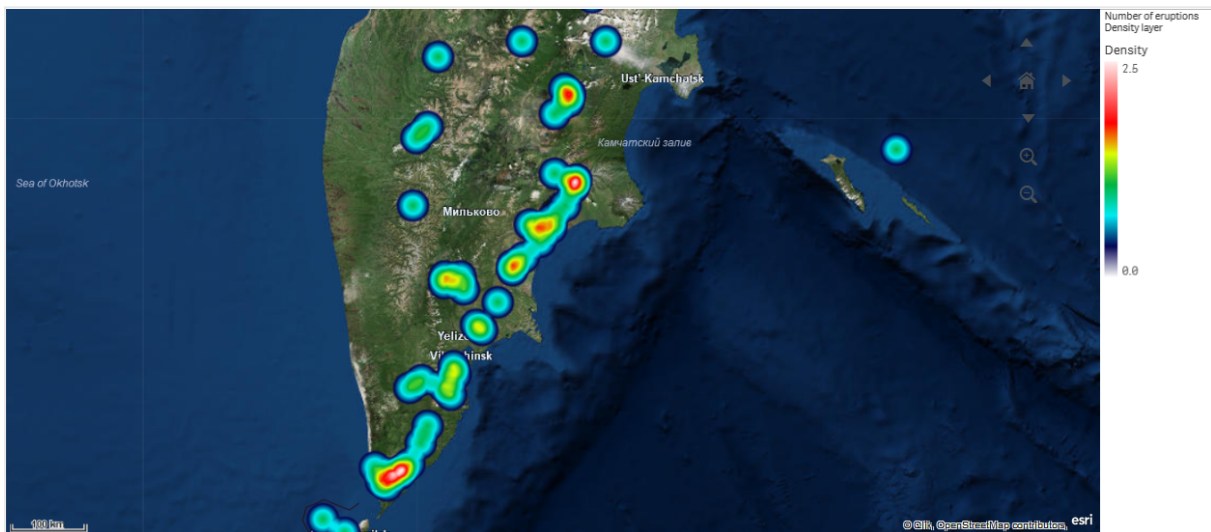 Number of eruptions
Density layer
Density
2.5
0.0
Ust'-Kamchatsk
Камчатский залив
Sea of Okhotsk
Мильково
100 km
© Qlik, OpenStreetMap contributors,
esri